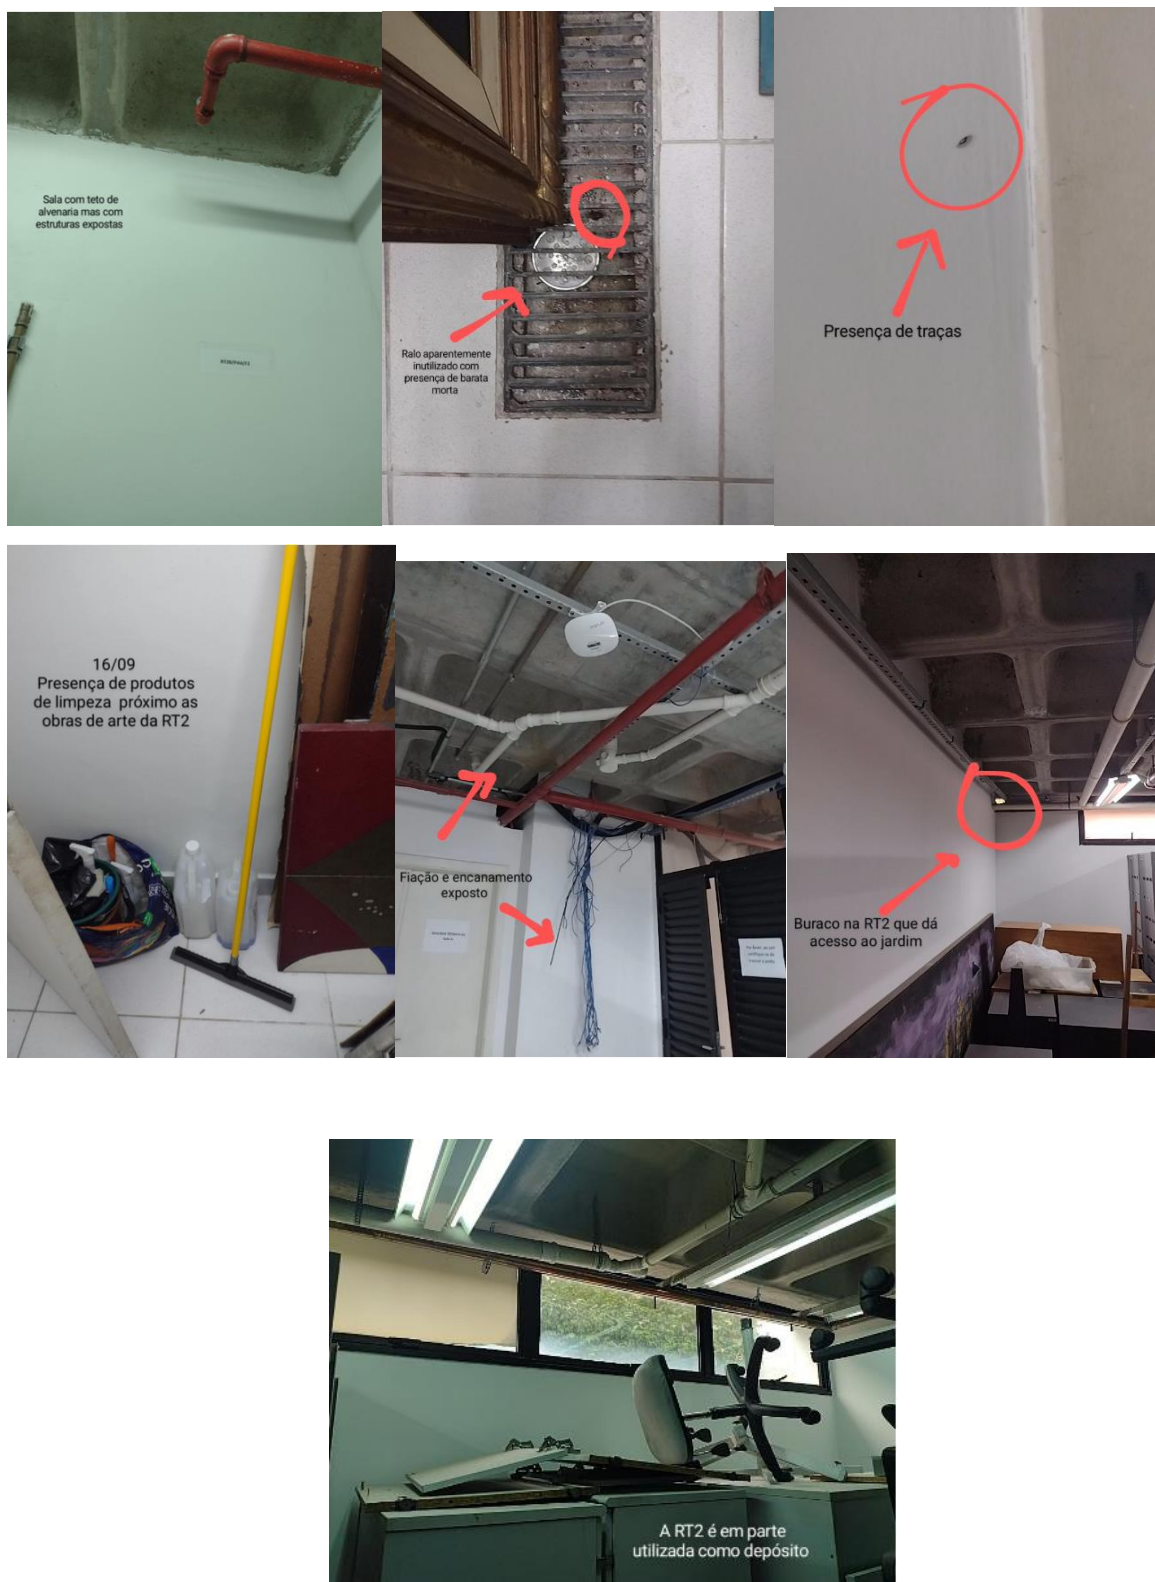 Sala com teto de
alvenaria mas com
estruturas expostas
Ralo aparentemente
inutilizado com
presença de barata
morta
Presença de traças
16/09
Presença de produtos
de limpeza próximo as
obras de arte da RT2
Fiação e encanamento
exposto
Buraco na RT2 que dá
acesso ao jardim
A RT2 é em parte
utilizada como depósito